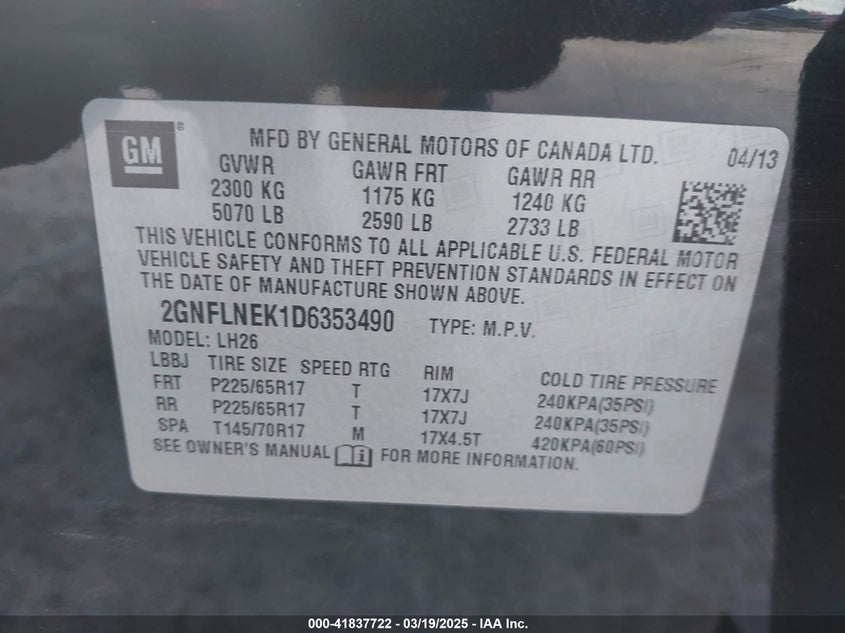 GM®
MFD BY GENERAL MOTORS OF CANADA LTD. 04/13
GVWR GAWR FRT GAWR RR
2300 KG 1175 KG 1240 KG
5070 LB 2590 LB 2733 LB
THIS VEHICLE CONFORMS TO ALL APPLICABLE U.S. FEDERAL MOTOR
VEHICLE SAFETY AND THEFT PREVENTION STANDARDS IN EFFECT ON
THE DATE OF MANUFACTURE SHOWN ABOVE.
2GNFLNEK1D6353490 TYPE: M.P.V.
MODEL: LH26
LBBJ TIRE SIZE SPEED RTG RIM COLD TIRE PRESSURE
FRT P225/65R17 T 17X7J 240KPA(35PSI)
RR P225/65R17 T 17X7J 240KPA(35PSI)
SPA T145/70R17 M 17X4.5T 420KPA(60PSI)
SEE OWNER'S MANUAL i FOR MORE INFORMATION.
000-41837722 - 03/19/2025 - IAA Inc.